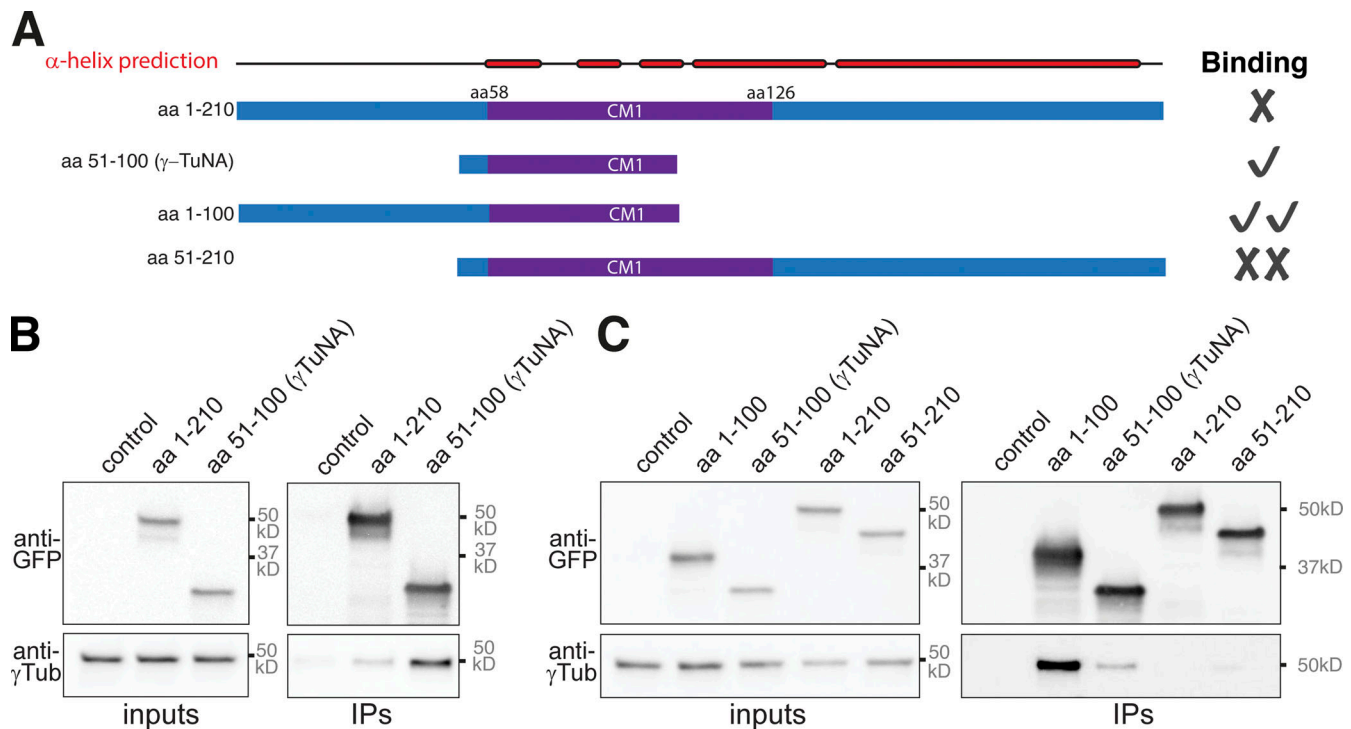 A
α-helix prediction
Binding
aa58
aa126
aa 1-210
CM1
aa 51-100 (γ–TuNA)
CM1
aa 1-100
CM1
aa 51-210
CM1
B
control
aa 1-210
aa 51-100 (γTuNA)
control
aa 1-210
aa 51-100 (γTuNA)
anti-
GFP
50
kD
37
kD
50
kD
37
kD
anti-
γTub
50
kD
50
kD
inputs
IPs
C
control
aa 1-100
aa 51-100 (γTuNA)
aa 1-210
aa 51-210
control
aa 1-100
aa 51-100 (γTuNA)
aa 1-210
aa 51-210
anti-
GFP
50
kD
37
kD
50kD
37kD
anti-
γTub
50
kD
50kD
inputs
IPs